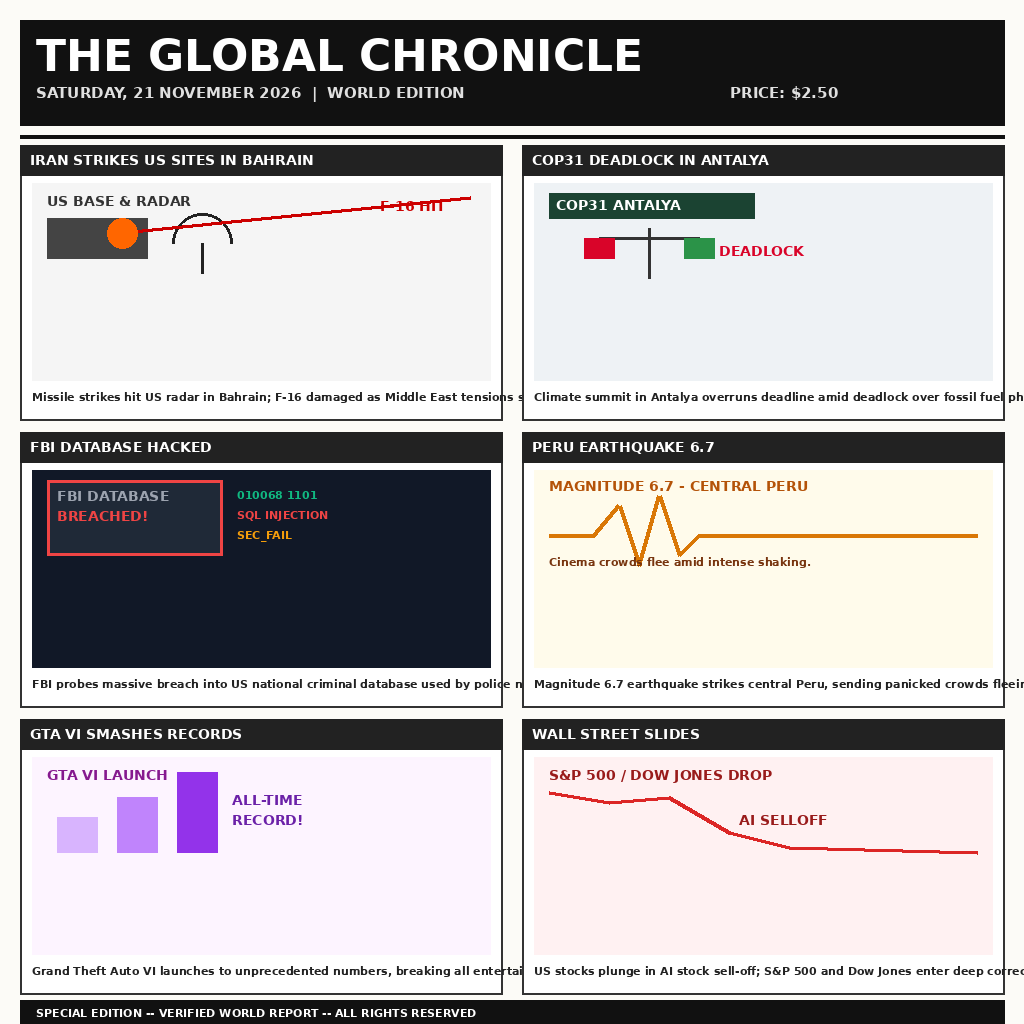 THE GLOBAL CHRONICLE
SATURDAY, 21 NOVEMBER 2026 | WORLD EDITION
PRICE: $2.50
IRAN STRIKES US SITES IN BAHRAIN
US BASE & RADAR
F-16 HIT
Missile strikes hit US radar in Bahrain; F-16 damaged as Middle East tensions s
COP31 DEADLOCK IN ANTALYA
COP31 ANTALYA
DEADLOCK
Climate summit in Antalya overruns deadline amid deadlock over fossil fuel ph
FBI DATABASE HACKED
FBI DATABASE
BREACHED!
010068 1101
SQL INJECTION
SEC_FAIL
FBI probes massive breach into US national criminal database used by police n
PERU EARTHQUAKE 6.7
MAGNITUDE 6.7 - CENTRAL PERU
Cinema crowds flee amid intense shaking.
Magnitude 6.7 earthquake strikes central Peru, sending panicked crowds fleein
GTA VI SMASHES RECORDS
GTA VI LAUNCH
ALL-TIME
RECORD!
Grand Theft Auto VI launches to unprecedented numbers, breaking all entertai
WALL STREET SLIDES
S&P 500 / DOW JONES DROP
AI SELLOFF
US stocks plunge in AI stock sell-off; S&P 500 and Dow Jones enter deep correc
SPECIAL EDITION -- VERIFIED WORLD REPORT -- ALL RIGHTS RESERVED